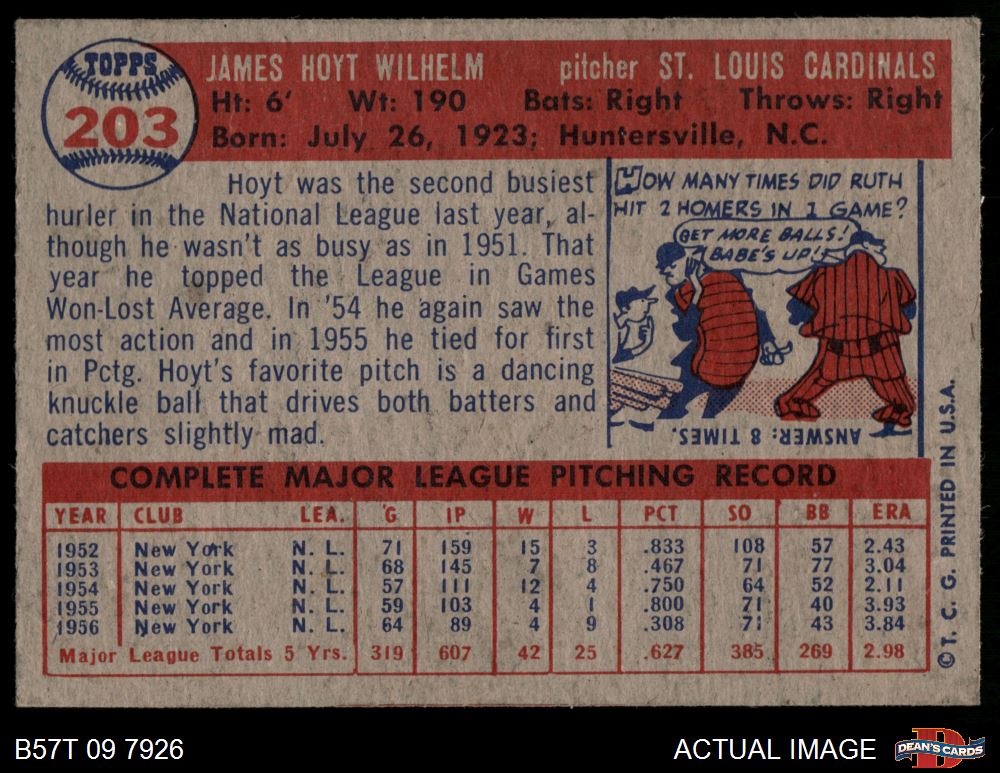 TOPPS
203
JAMES HOYT WILHELM pitcher ST. LOUIS CARDINALS
Ht: 6' Wt: 190 Bats: Right Throws: Right
Born: July 26, 1923; Huntersville, N.C.
Hoyt was the second busiest
hurler in the National League last year, al-
though he wasn't as busy as in 1951. That
year he topped the League in Games
Won-Lost Average. In '54 he again saw the
most action and in 1955 he tied for first
in Pctg. Hoyt's favorite pitch is a dancing
knuckle ball that drives both batters and
catchers slightly mad.
HOW MANY TIMES DID RUTH
HIT 2 HOMERS IN 1 GAME?
GET MORE BALLS!
BABE'S UP!
ANSWER: 8 TIMES.
COMPLETE MAJOR LEAGUE PITCHING RECORD
YEAR CLUB LEA. G IP W L PCT SO BB ERA
1952 New York N. L. 71 159 15 3 .833 108 57 2.43
1953 New York N. L. 68 145 7 8 .467 71 77 3.04
1954 New York N. L. 57 111 12 4 .750 64 52 2.11
1955 New York N. L. 59 103 4 1 .800 71 40 3.93
1956 New York N. L. 64 89 4 9 .308 71 43 3.84
Major League Totals 5 Yrs. 319 607 42 25 .627 385 269 2.98
© T. C. G. PRINTED IN U.S.A.
B57T 09 7926
ACTUAL IMAGE
DEAN'S CARDS